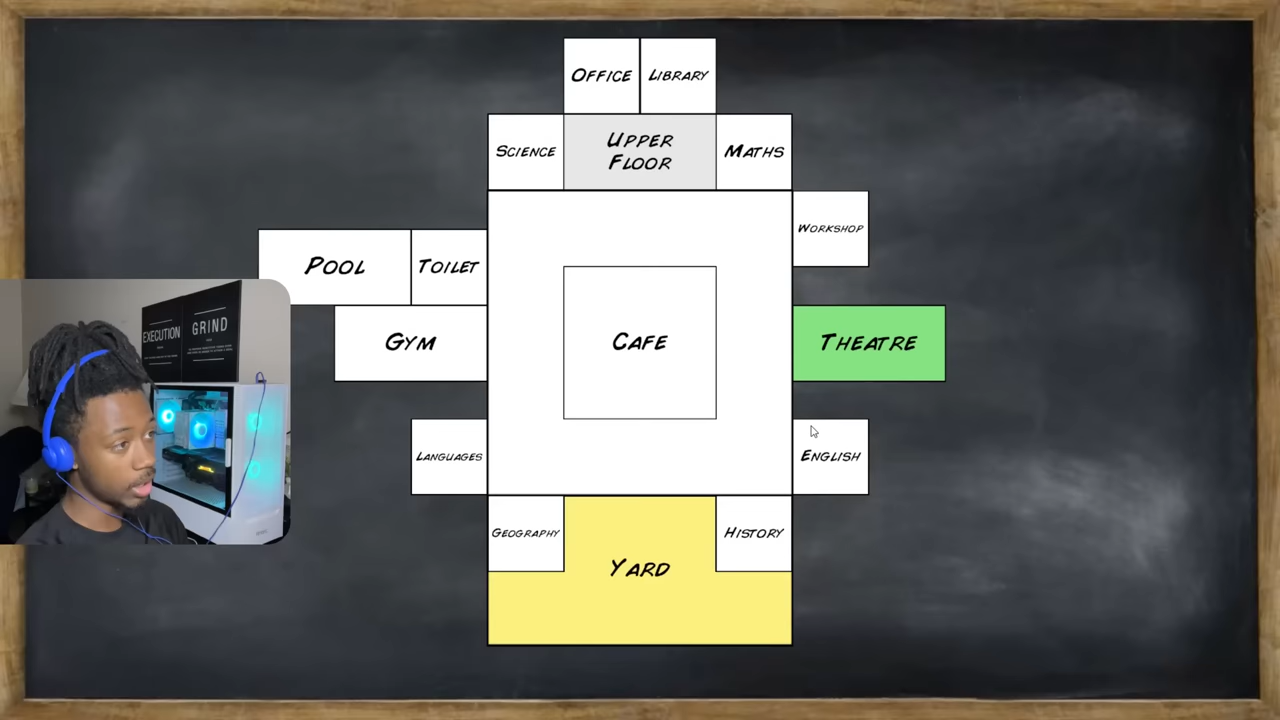 OFFICE
LIBRARY
SCIENCE
UPPER
FLOOR
MATHS
WORKSHOP
POOL
TOILET
GYM
CAFE
THEATRE
LANGUAGES
ENGLISH
GEOGRAPHY
HISTORY
YARD
EXECUTION
GRIND